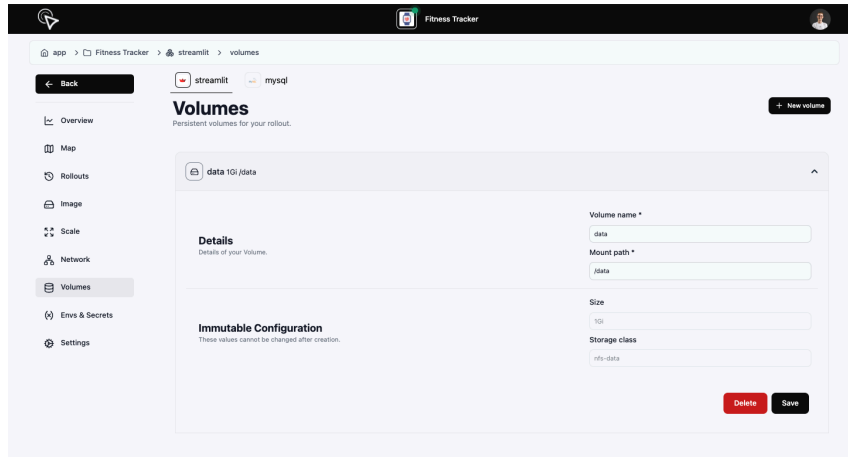 Fitness Tracker
app > Fitness Tracker > streamlit > volumes
Back
streamlit mysql
Volumes
+ New volume
Persistent volumes for your rollout.
Overview
Map
Rollouts
Image
Scale
Network
Volumes
Envs & Secrets
Settings
data 1Gi /data
Details
Details of your Volume.
Volume name *
data
Mount path *
/data
Immutable Configuration
These values cannot be changed after creation.
Size
1Gi
Storage class
nfs-data
Delete Save